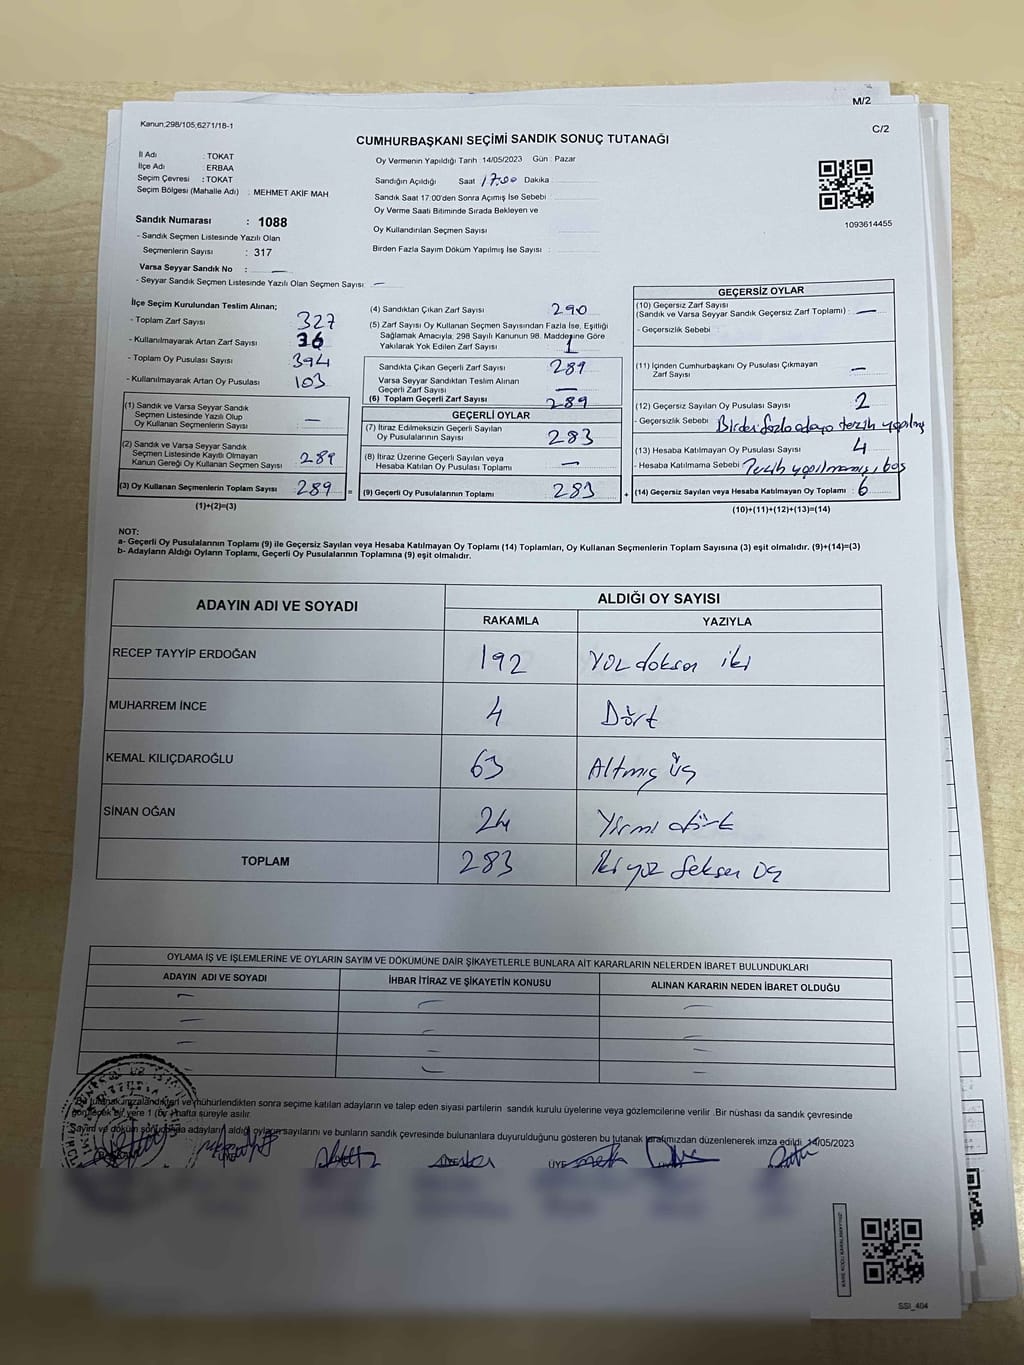 M/2
Kanun,298/105,6271/18-1
C/2
CUMHURBAŞKANI SEÇİMİ SANDIK SONUÇ TUTANAĞI
İl Adı : TOKAT
İlçe Adı : ERBAA
Seçim Çevresi : TOKAT
Seçim Bölgesi (Mahalle Adı) : MEHMET AKİF MAH
Sandık Numarası : 1088
- Sandık Seçmen Listesinde Yazılı Olan
Seçmenlerin Sayısı : 317
Varsa Seyyar Sandık No : —
- Seyyar Sandık Seçmen Listesinde Yazılı Olan Seçmen Sayısı : —
Oy Vermenin Yapıldığı Tarih 14/05/2023 Gün : Pazar
Sandığın Açıldığı Saat 17:00 Dakika
Sandık Saat 17:00'den Sonra Açımış İse Sebebi
Oy Verme Saati Bitiminde Sırada Bekleyen ve
Oy Kullandırılan Seçmen Sayısı
Birden Fazla Sayım Döküm Yapılmış İse Sayısı :
1093614455
İlçe Seçim Kurulundan Teslim Alınan;
- Toplam Zarf Sayısı 327
- Kullanılmayarak Artan Zarf Sayısı 36
- Toplam Oy Pusulası Sayısı 394
- Kullanılmayarak Artan Oy Pusulası 103
(1) Sandık ve Varsa Seyyar Sandık
Seçmen Listesinde Yazılı Olup
Oy Kullanan Seçmenlerin Sayısı —
(2) Sandık ve Varsa Seyyar Sandık
Seçmen Listesinde Kayıtlı Olmayan
Kanun Gereği Oy Kullanan Seçmen Sayısı 289
(3) Oy Kullanan Seçmenlerin Toplam Sayısı 289 =
(1)+(2)=(3)
(4) Sandıktan Çıkan Zarf Sayısı 290
(5) Zarf Sayısı Oy Kullanan Seçmen Sayısından Fazla İse, Eşitliği
Sağlamak Amacıyla, 298 Sayılı Kanunun 98. Maddesine Göre
Yakılarak Yok Edilen Zarf Sayısı 1
Sandıkta Çıkan Geçerli Zarf Sayısı 289
Varsa Seyyar Sandıktan Teslim Alınan
Geçerli Zarf Sayısı —
(6) Toplam Geçerli Zarf Sayısı 289
GEÇERLİ OYLAR
(7) İtiraz Edilmeksizin Geçerli Sayılan
Oy Pusulalarının Sayısı 283
(8) İtiraz Üzerine Geçerli Sayılan veya
Hesaba Katılan Oy Pusulası Toplamı —
(9) Geçerli Oy Pusulalarının Toplamı 283 +
GEÇERSİZ OYLAR
(10) Geçersiz Zarf Sayısı
(Sandık ve Varsa Seyyar Sandık Geçersiz Zarf Toplamı) : —
- Geçersizlik Sebebi
(11) İçinden Cumhurbaşkanı Oy Pusulası Çıkmayan
Zarf Sayısı —
(12) Geçersiz Sayılan Oy Pusulası Sayısı 2
- Geçersizlik Sebebi : Birden fazla adaya tercih yapılmış
(13) Hesaba Katılmayan Oy Pusulası Sayısı 4
- Hesaba Katılmama Sebebi Tercih yapılmamış, boş
(14) Geçersiz Sayılan veya Hesaba Katılmayan Oy Toplamı : 6
(10)+(11)+(12)+(13)=(14)
NOT:
a- Geçerli Oy Pusulasının Toplamı (9) ile Geçersiz Sayılan veya Hesaba Katılmayan Oy Toplamı (14) Toplamları, Oy Kullanan Seçmenlerin Toplam Sayısına (3) eşit olmalıdır. (9)+(14)=(3)
b- Adayların Aldığı Oyların Toplamı, Geçerli Oy Pusulalarının Toplamına (9) eşit olmalıdır.
ADAYIN ADI VE SOYADI
ALDIĞI OY SAYISI
RAKAMLA YAZIYLA
RECEP TAYYİP ERDOĞAN 192 Yüz doksan iki
MUHARREM İNCE 4 Dört
KEMAL KILIÇDAROĞLU 63 Altmış üç
SİNAN OĞAN 24 Yirmi dört
TOPLAM 283 İki yüz seksen üç
OYLAMA İŞ VE İŞLEMLERİNE VE OYLARIN SAYIM VE DÖKÜMÜNE DAİR ŞİKAYETLERLE BUNLARA AİT KARARLARIN NELERDEN İBARET BULUNDUKLARI
ADAYIN ADI VE SOYADI İHBAR İTİRAZ VE ŞİKAYETİN KONUSU ALINAN KARARIN NEDEN İBARET OLDUĞU
tutanak imzalandıktan ve mühürlendikten sonra seçime katılan adayların ve talep eden siyasi partilerin sandık kurulu üyelerine veya gözlemcilerine verilir .Bir nüshası da sandık çevresinde
görülecek bir yere 1 (bir) hafta süreyle asılır.
sayım ve döküm sonucunda adayların aldığı oyların sayılarını ve bunların sandık çevresinde bulunanlara duyurulduğunu gösteren bu tutanak tarafımızdan düzenlenerek imza edildi. 14/05/2023
ÜYE
SSİ_464